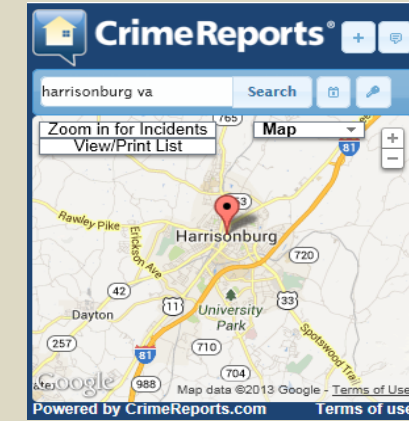 CrimeReports®
harrisonburg va
Search
Zoom in for Incidents
View/Print List
Map
765
81
53
Rawley Pike
Erickson Ave
Harrisonburg
720
42
Dayton
11
University
Park
33
257
710
81
Spotswood Trail
704
988
Google
Map data ©2013 Google - Terms of Use
Powered by CrimeReports.com
Terms of use